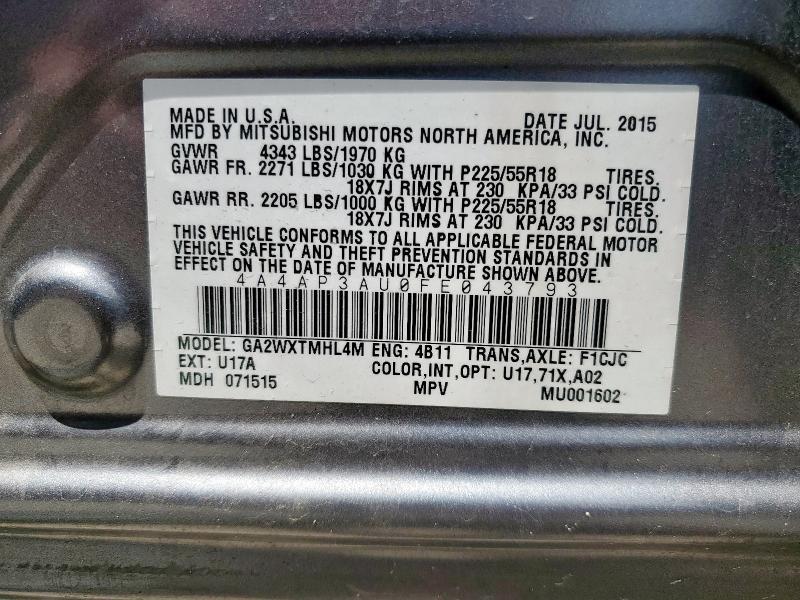 MADE IN U.S.A. DATE JUL. 2015
MFD BY MITSUBISHI MOTORS NORTH AMERICA, INC.
GVWR 4343 LBS/1970 KG
GAWR FR. 2271 LBS/1030 KG WITH P225/55R18 TIRES.
18X7J RIMS AT 230 KPA/33 PSI COLD.
GAWR RR. 2205 LBS/1000 KG WITH P225/55R18 TIRES.
18X7J RIMS AT 230 KPA/33 PSI COLD.
THIS VEHICLE CONFORMS TO ALL APPLICABLE FEDERAL MOTOR
VEHICLE SAFETY AND THEFT PREVENTION STANDARDS IN
EFFECT ON THE DATE OF MANUFACTURE SHOWN ABOVE.
4A4AP3AU0FE043793
MODEL: GA2WXTMHL4M ENG: 4B11 TRANS,AXLE: F1CJC
EXT: U17A COLOR,INT,OPT: U17,71X,A02
MDH 071515 MPV MU001602